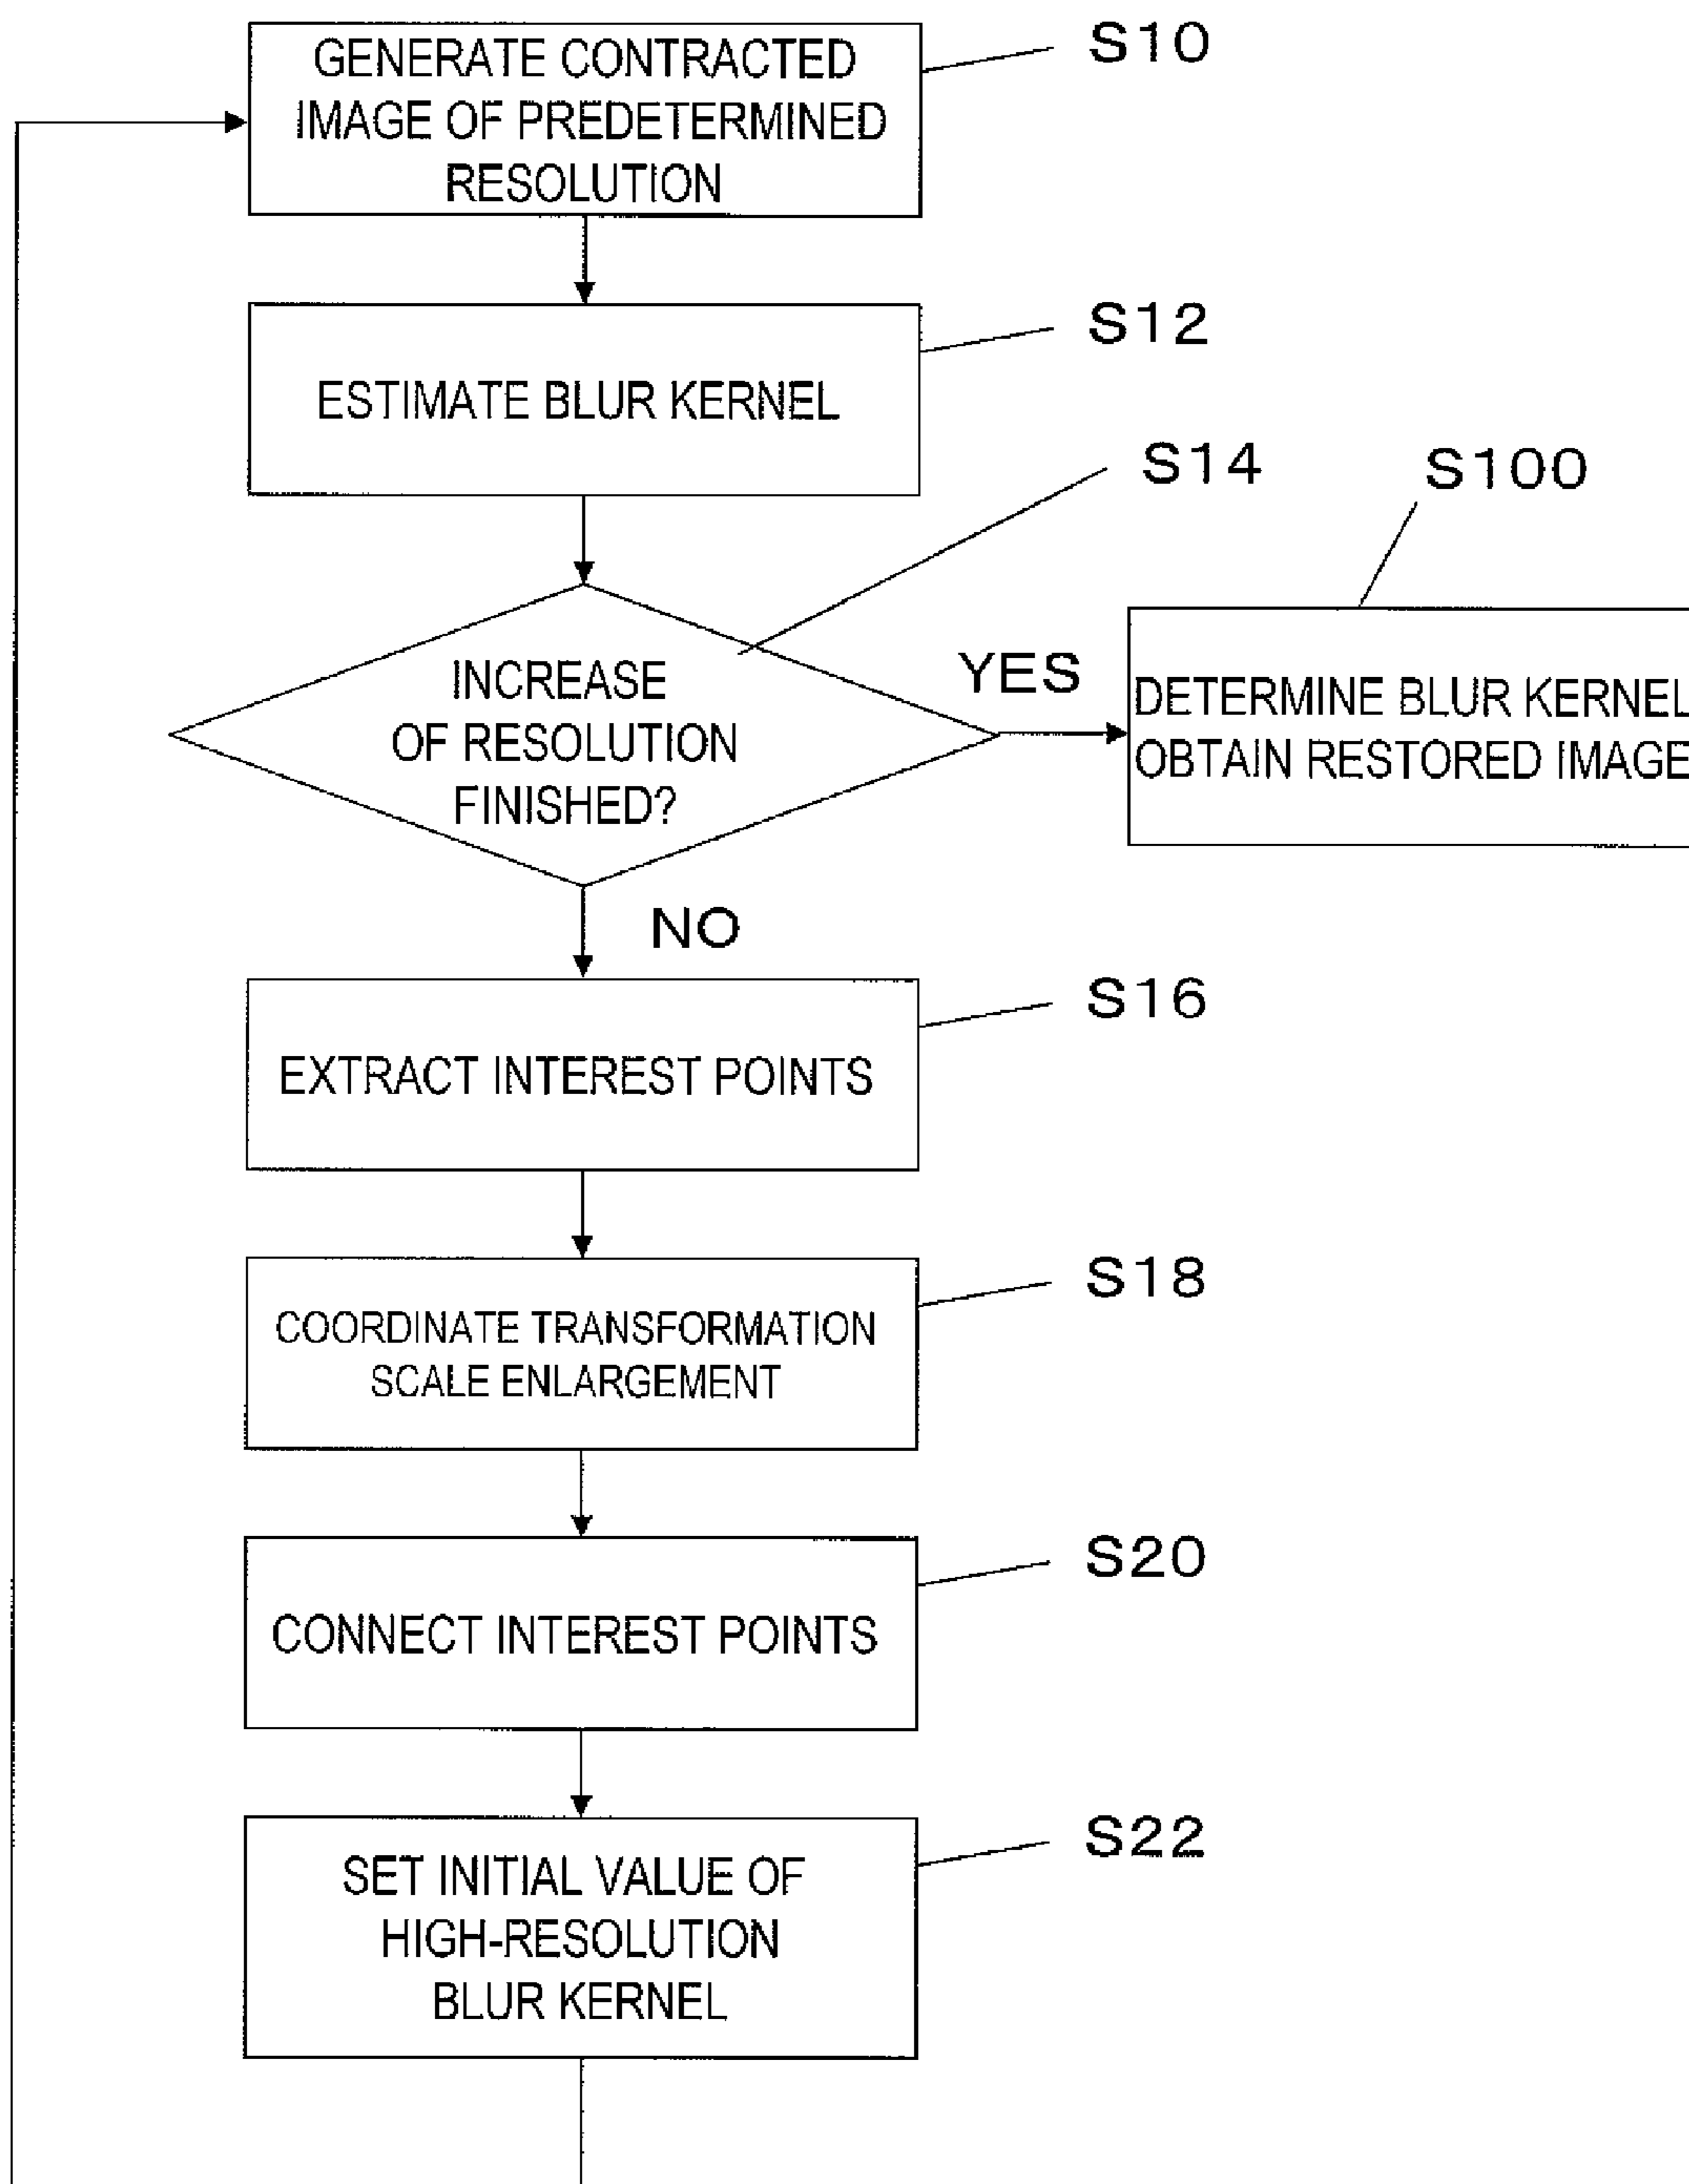 GENERATE CONTRACTED
IMAGE OF PREDETERMINED
RESOLUTION
S10
ESTIMATE BLUR KERNEL
S12
INCREASE
OF RESOLUTION
FINISHED?
S14
YES
S100
DETERMINE BLUR KERNEL
OBTAIN RESTORED IMAGE
NO
EXTRACT INTEREST POINTS
S16
COORDINATE TRANSFORMATION
SCALE ENLARGEMENT
S18
CONNECT INTEREST POINTS
S20
SET INITIAL VALUE OF
HIGH-RESOLUTION
BLUR KERNEL
S22